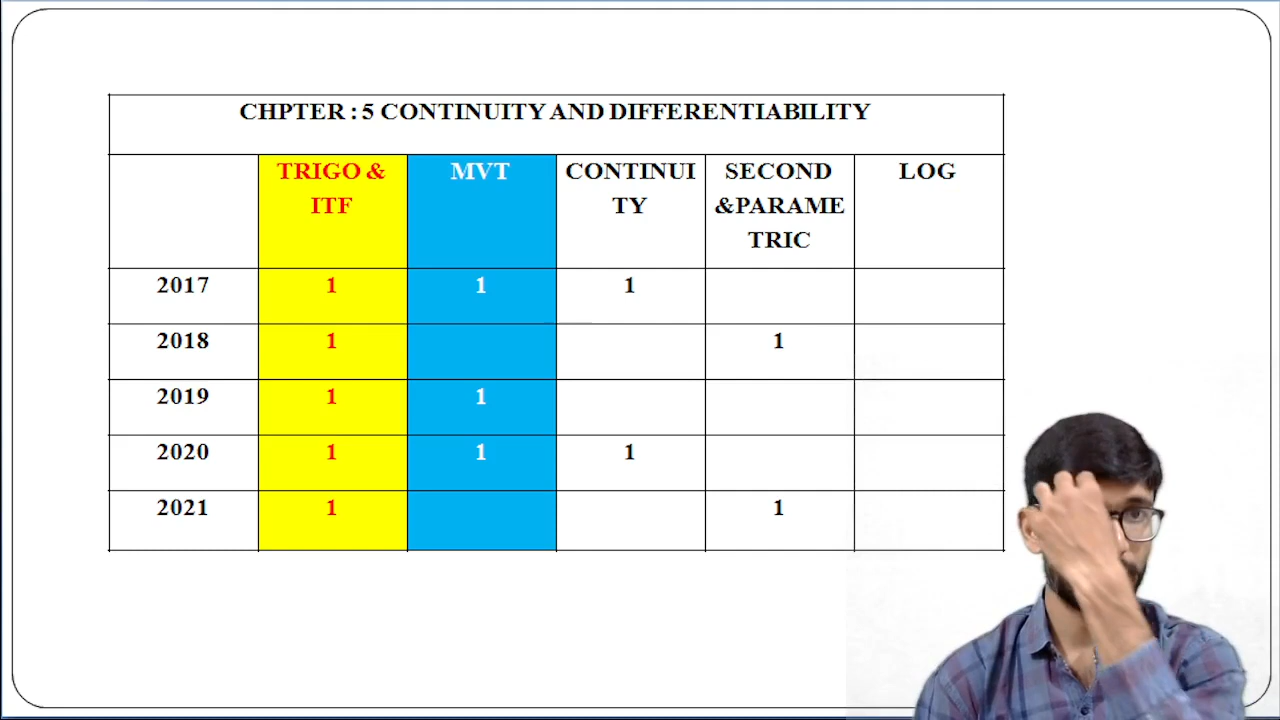 CHPTER : 5 CONTINUITY AND DIFFERENTIABILITY
TRIGO & ITF MVT CONTINUI TY SECOND &PARAME TRIC LOG
2017 1 1 1
2018 1 1
2019 1 1
2020 1 1 1
2021 1 1